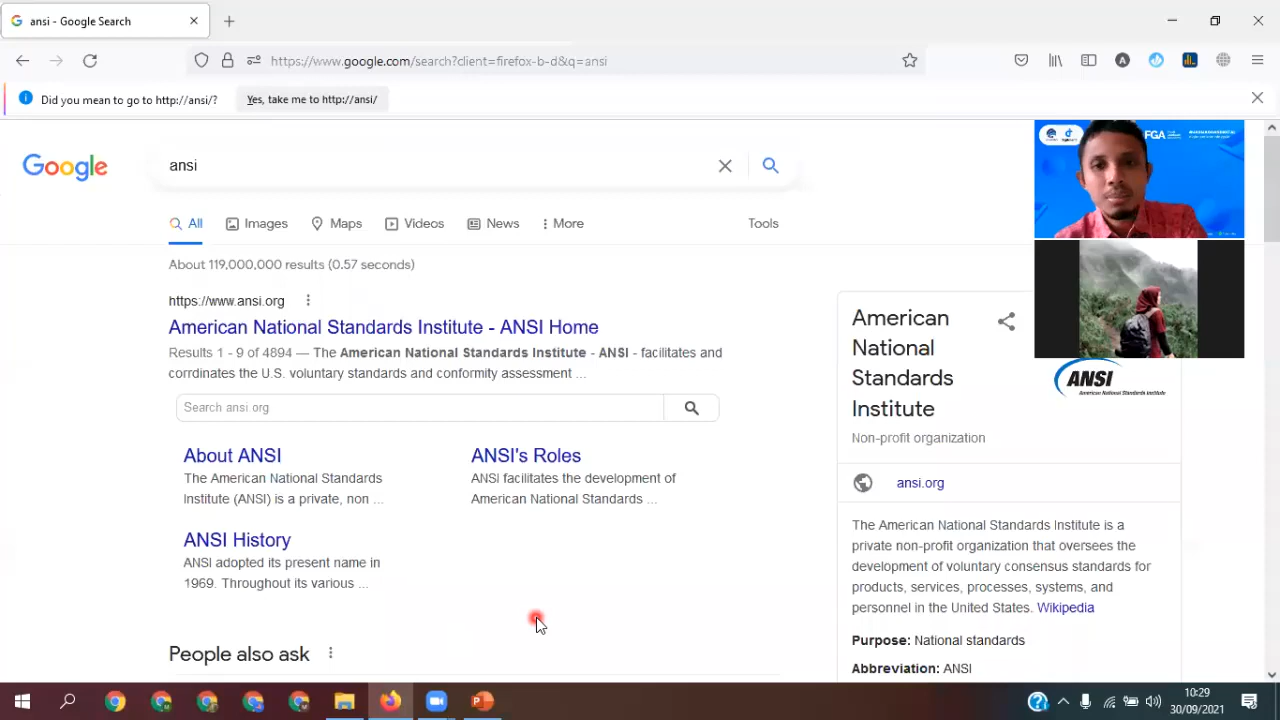 ansi - Google Search
https://www.google.com/search?client=firefox-b-d&q=ansi
Did you mean to go to http://ansi/?
Yes, take me to http://ansi/
Google
ansi
All
Images
Maps
Videos
News
More
Tools
About 119,000,000 results (0.57 seconds)
https://www.ansi.org
American National Standards Institute - ANSI Home
Results 1 - 9 of 4894 — The American National Standards Institute - ANSI - facilitates and
corrdinates the U.S. voluntary standards and conformity assessment ...
Search ansi.org
About ANSI
The American National Standards
Institute (ANSI) is a private, non ...
ANSI's Roles
ANSI facilitates the development of
American National Standards ...
ANSI History
ANSI adopted its present name in
1969. Throughout its various ...
People also ask
FGA
American
National
Standards
Institute
ANSI
American National Standards Institute
Non-profit organization
ansi.org
The American National Standards Institute is a
private non-profit organization that oversees the
development of voluntary consensus standards for
products, services, processes, systems, and
personnel in the United States. Wikipedia
Purpose: National standards
Abbreviation: ANSI
10:29
30/09/2021